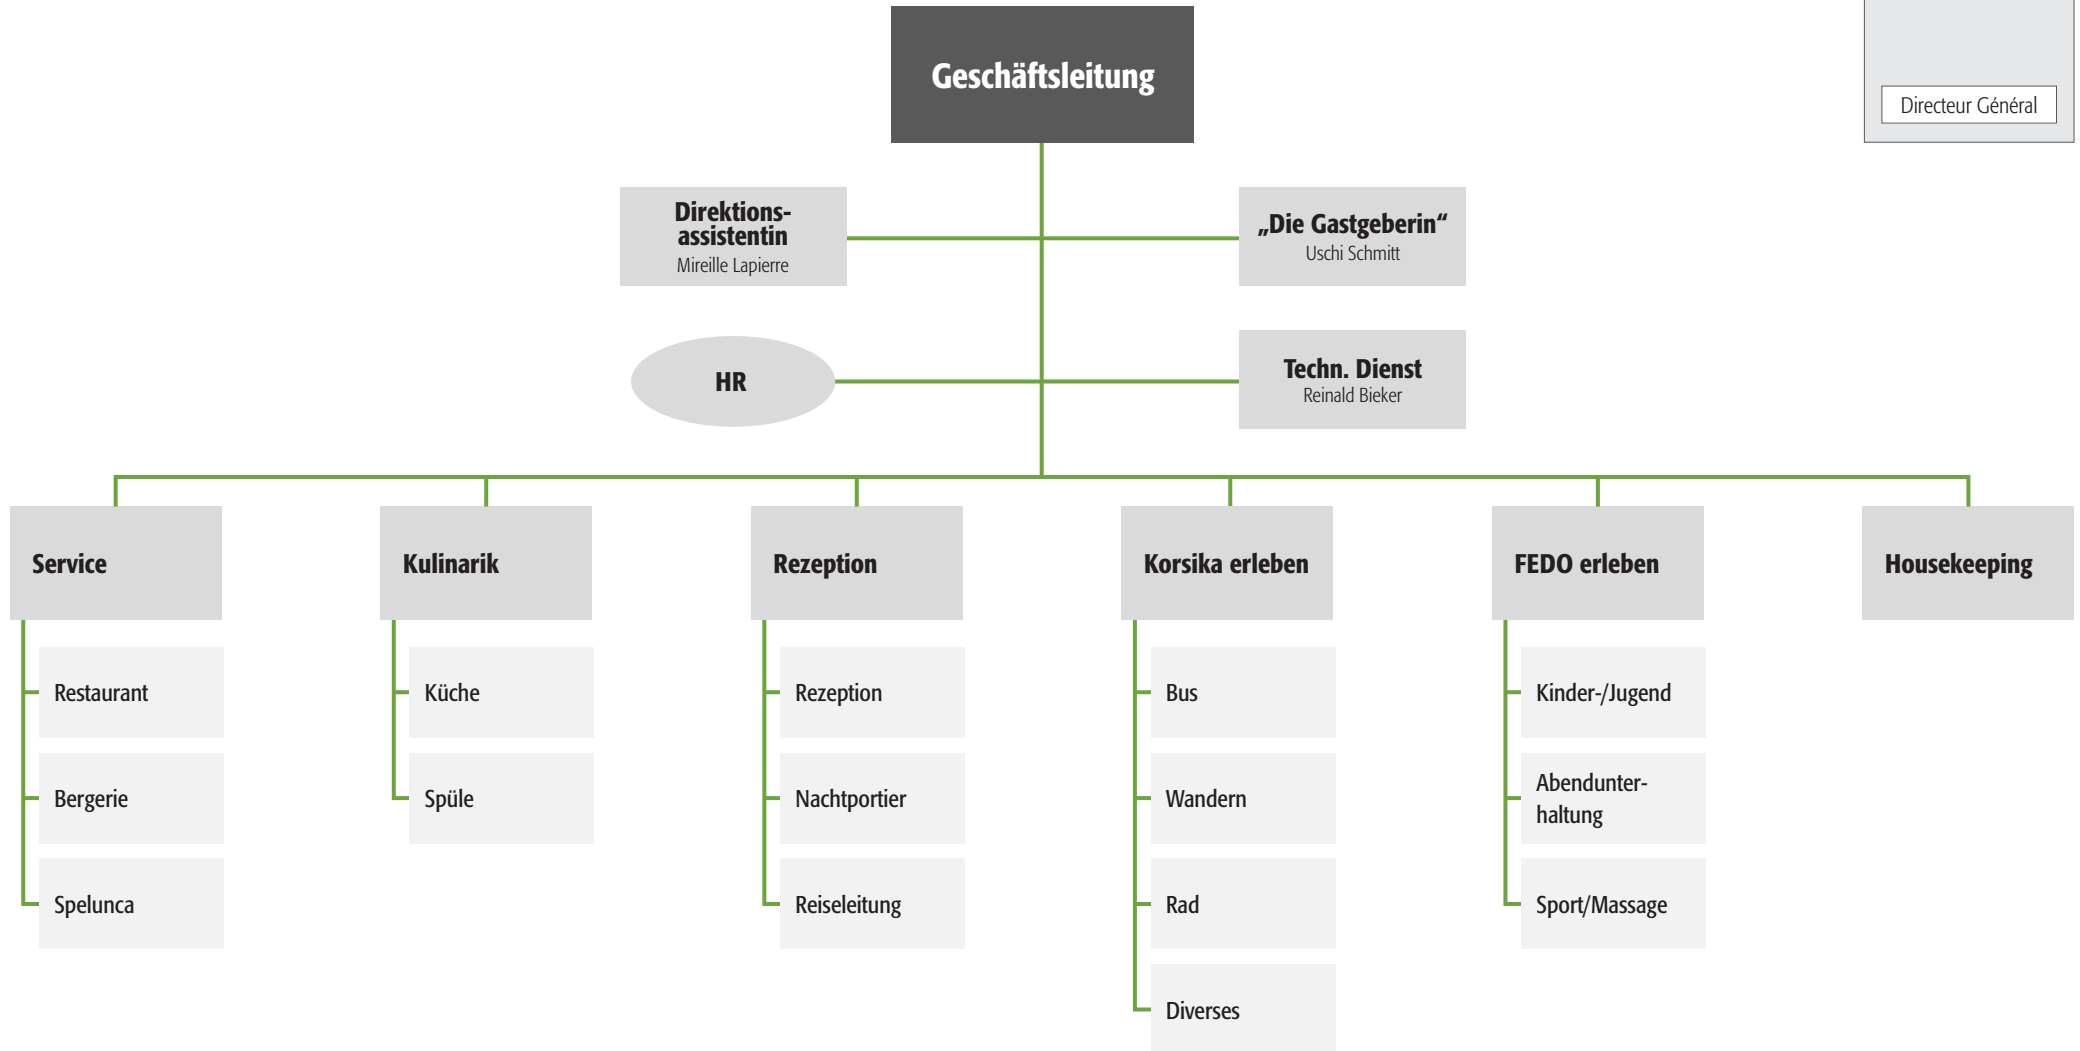 Geschäftsleitung
Directeur Général
Direktions-
assistentin
Mireille Lapierre
„Die Gastgeberin“
Uschi Schmitt
HR
Techn. Dienst
Reinald Bieker
Service
Restaurant
Bergerie
Spelunca
Kulinarik
Küche
Spüle
Rezeption
Rezeption
Nachtportier
Reiseleitung
Korsika erleben
Bus
Wandern
Rad
Diverses
FEDO erleben
Kinder-/Jugend
Abendunter-
haltung
Sport/Massage
Housekeeping